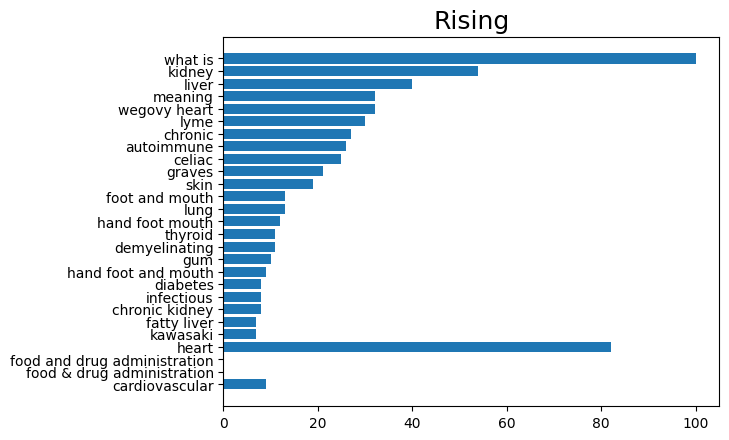 Rising
what is
kidney
liver
meaning
wegovy heart
lyme
chronic
autoimmune
celiac
graves
skin
foot and mouth
lung
hand foot mouth
thyroid
demyelinating
gum
hand foot and mouth
diabetes
infectious
chronic kidney
fatty liver
kawasaki
heart
food and drug administration
food & drug administration
cardiovascular
0 20 40 60 80 100